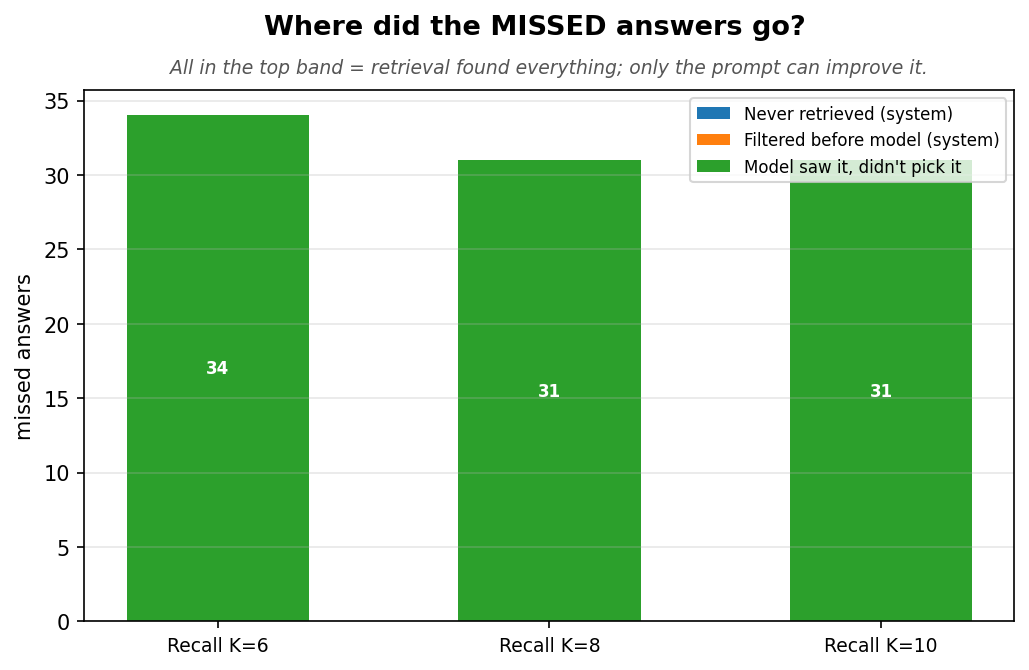 Where did the MISSED answers go?
All in the top band = retrieval found everything; only the prompt can improve it.
35
30
25
20
15
10
5
0
missed answers
Never retrieved (system)
Filtered before model (system)
Model saw it, didn't pick it
34
31
31
Recall K=6
Recall K=8
Recall K=10